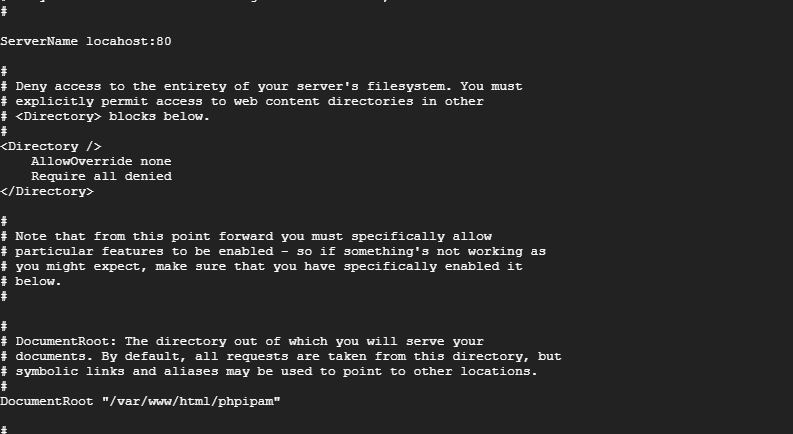 #
ServerName locahost:80
#
# Deny access to the entirety of your server's filesystem. You must
# explicitly permit access to web content directories in other
# <Directory> blocks below.
#
<Directory />
    AllowOverride none
    Require all denied
</Directory>
#
# Note that from this point forward you must specifically allow
# particular features to be enabled - so if something's not working as
# you might expect, make sure that you have specifically enabled it
# below.
#
#
# DocumentRoot: The directory out of which you will serve your
# documents. By default, all requests are taken from this directory, but
# symbolic links and aliases may be used to point to other locations.
#
DocumentRoot "/var/www/html/phpipam"
#